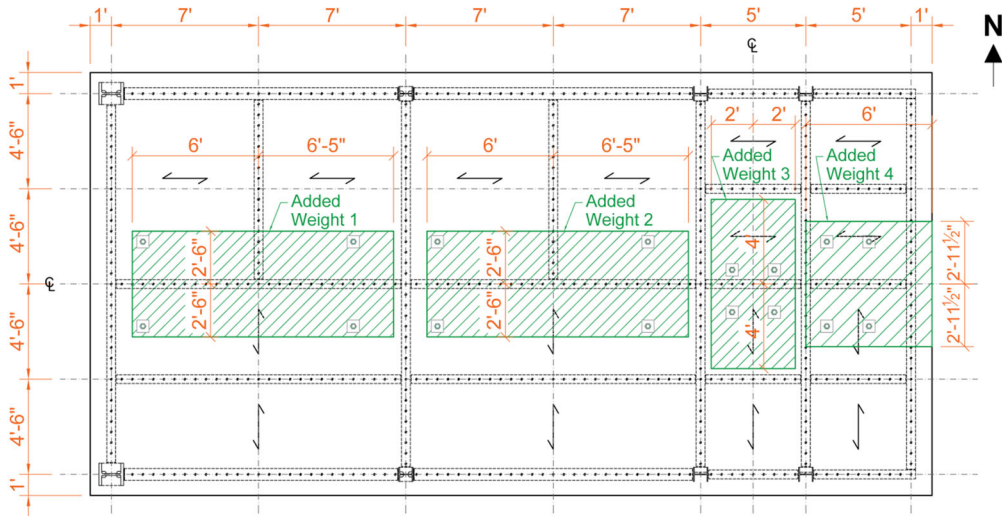 1' 7' 7' 7' 7' 5' 5' 1'
℄
N
1'
4'-6"
4'-6"
4'-6"
4'-6"
1'
℄
6' 6'-5"
Added
Weight 1
2'-6"
2'-6"
6' 6'-5"
Added
Weight 2
2'-6"
2'-6"
2' 2'
Added
Weight 3
4'
4'
6'
Added
Weight 4
2'-11½"
2'-11½"